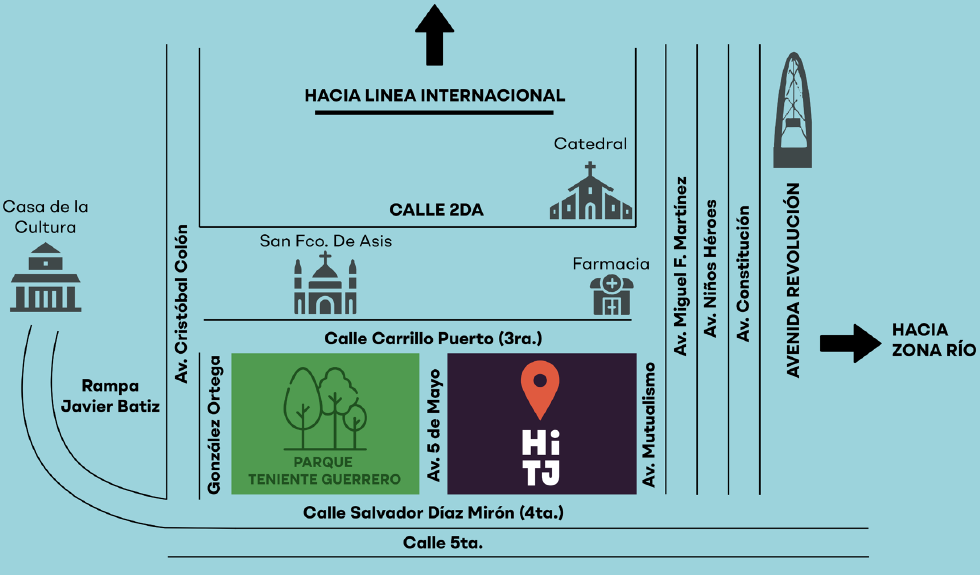 HACIA LINEA INTERNACIONAL
Catedral
CALLE 2DA
Casa de la
Cultura
San Fco. De Asis
Farmacia
Av. Cristóbal Colón
Av. Miguel F. Martínez
Av. Niños Héroes
Av. Constitución
AVENIDA REVOLUCIÓN
HACIA
ZONA RÍO
Calle Carrillo Puerto (3ra.)
Rampa
Javier Batiz
González Ortega
PARQUE
TENIENTE GUERRERO
Av. 5 de Mayo
Hi
TJ
Av. Mutualismo
Calle Salvador Díaz Mirón (4ta.)
Calle 5ta.